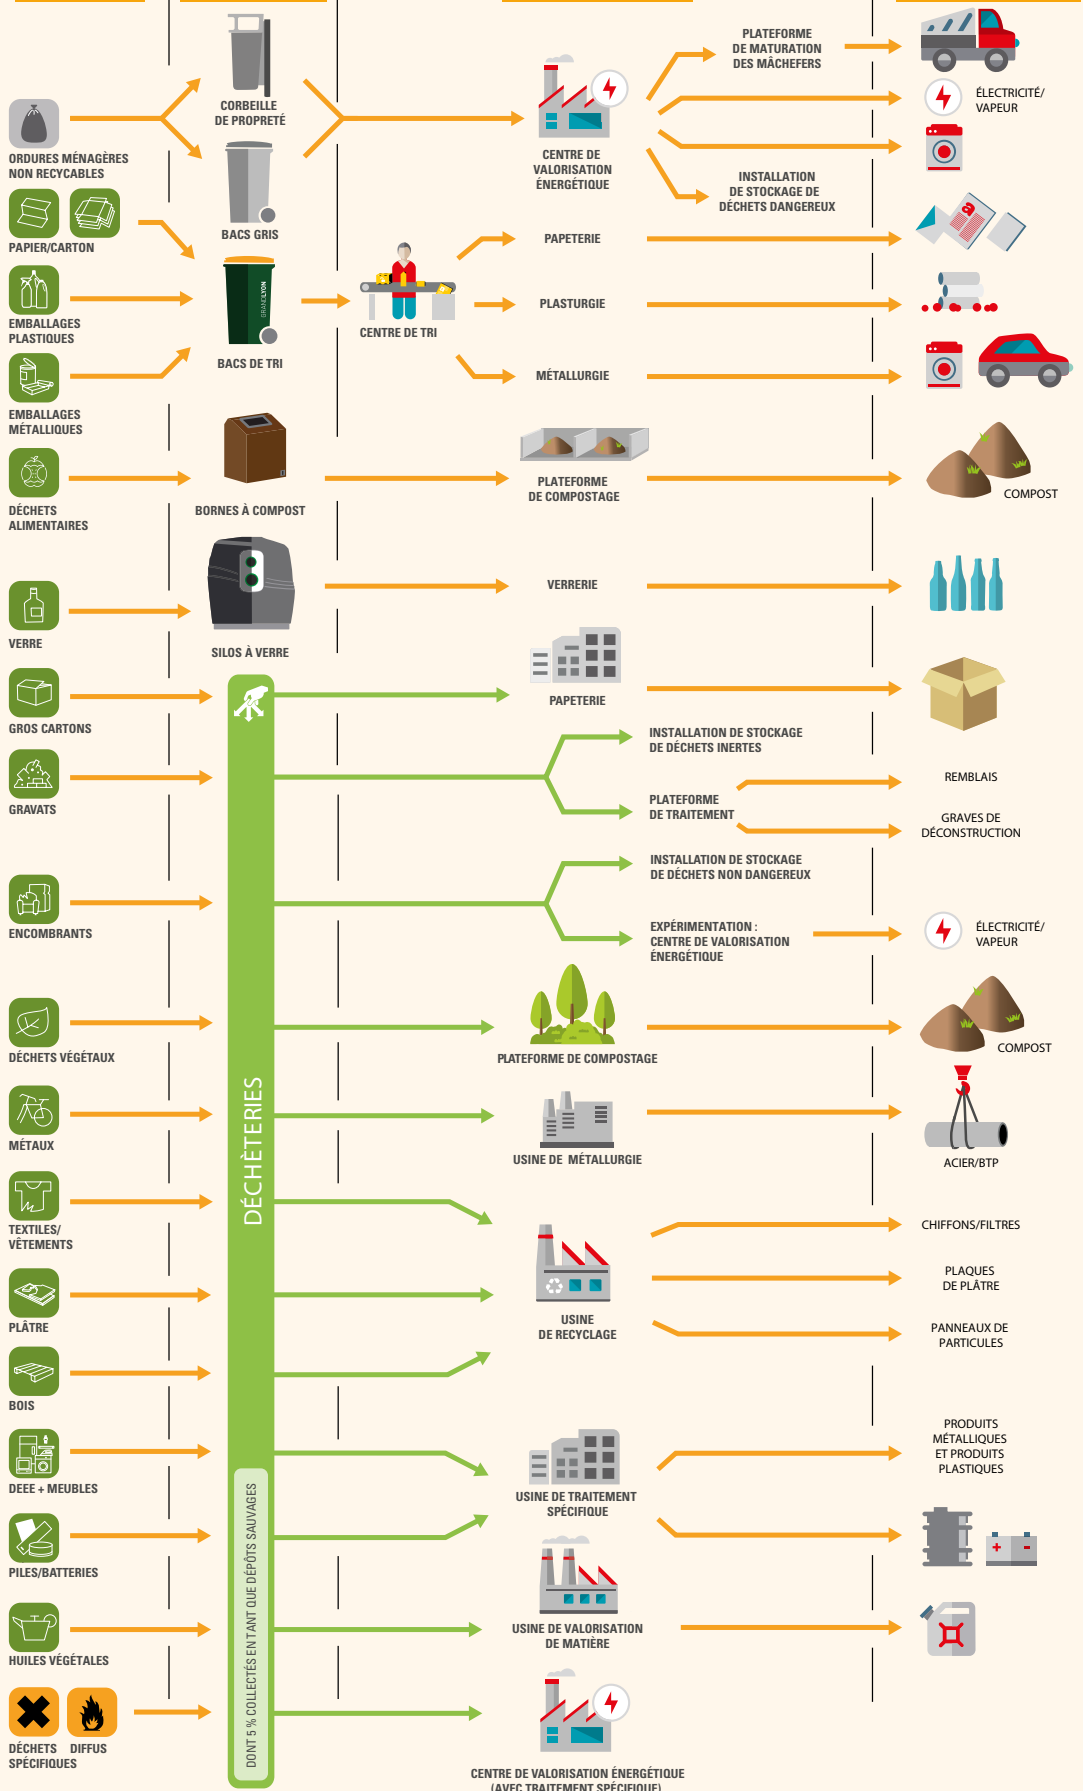 PLATEFORME
DE MATURATION
DES MÂCHEFERS
ÉLECTRICITÉ/
VAPEUR
CORBEILLE
DE PROPRETÉ
ORDURES MÉNAGÈRES
NON RECYCABLES
CENTRE DE
VALORISATION
ÉNERGÉTIQUE
INSTALLATION
DE STOCKAGE DE
DÉCHETS DANGEREUX
BACS GRIS
PAPIER/CARTON
PAPETERIE
a
GRANDLYON
EMBALLAGES
PLASTIQUES
BACS DE TRI
CENTRE DE TRI
PLASTURGIE
MÉTALLURGIE
EMBALLAGES
MÉTALLIQUES
DÉCHETS
ALIMENTAIRES
BORNES À COMPOST
PLATEFORME
DE COMPOSTAGE
COMPOST
VERRE
SILOS À VERRE
VERRERIE
GROS CARTONS
PAPETERIE
GRAVATS
INSTALLATION DE STOCKAGE
DE DÉCHETS INERTES
PLATEFORME
DE TRAITEMENT
REMBLAIS
GRAVES DE
DÉCONSTRUCTION
ENCOMBRANTS
INSTALLATION DE STOCKAGE
DE DÉCHETS NON DANGEREUX
EXPÉRIMENTATION :
CENTRE DE VALORISATION
ÉNERGÉTIQUE
ÉLECTRICITÉ/
VAPEUR
DÉCHETS VÉGÉTAUX
PLATEFORME DE COMPOSTAGE
COMPOST
DÉCHÈTERIES
MÉTAUX
USINE DE MÉTALLURGIE
ACIER/BTP
TEXTILES/
VÊTEMENTS
PLÂTRE
BOIS
USINE
DE RECYCLAGE
CHIFFONS/FILTRES
PLAQUES
DE PLÂTRE
PANNEAUX DE
PARTICULES
DEEE + MEUBLES
PILES/BATTERIES
USINE DE TRAITEMENT
SPÉCIFIQUE
PRODUITS
MÉTALLIQUES
ET PRODUITS
PLASTIQUES
+ -
DONT 5 % COLLECTÉS EN TANT QUE DÉPÔTS SAUVAGES
HUILES VÉGÉTALES
USINE DE VALORISATION
DE MATIÈRE
DÉCHETS DIFFUS
SPÉCIFIQUES
CENTRE DE VALORISATION ÉNERGÉTIQUE
(AVEC TRAITEMENT SPÉCIFIQUE)